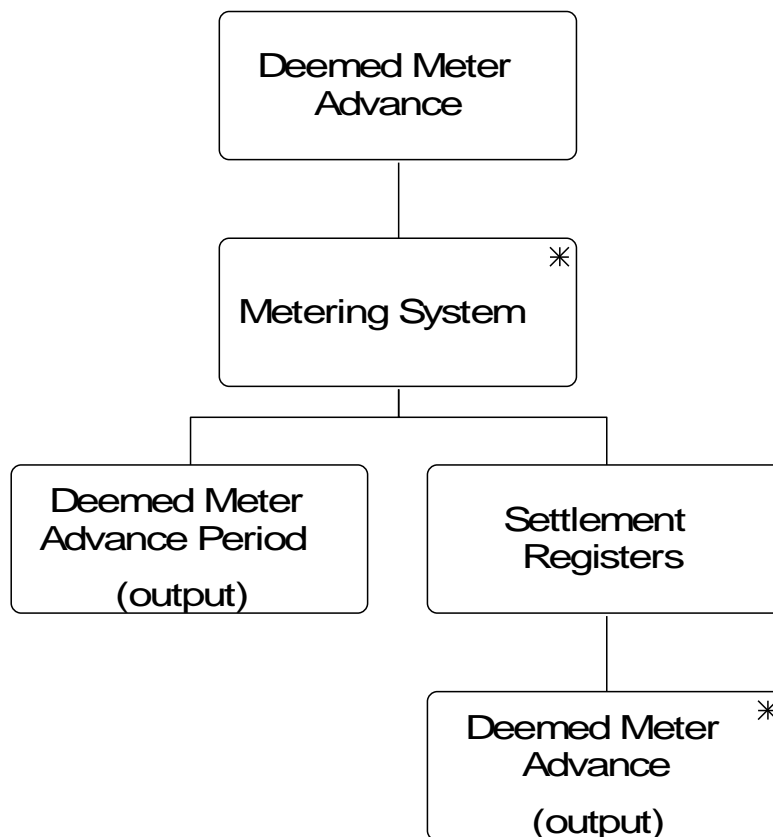 Deemed Meter
Advance
*
Metering System
Deemed Meter
Advance Period
(output)
Settlement
Registers
*
Deemed Meter
Advance
(output)